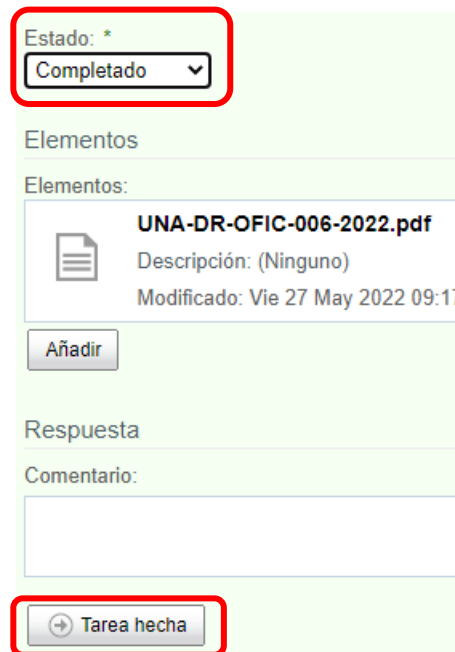 Estado: *
Completado
Elementos
Elementos:
UNA-DR-OFIC-006-2022.pdf
Descripción: (Ninguno)
Modificado: Vie 27 May 2022 09:17
Añadir
Respuesta
Comentario:
Tarea hecha